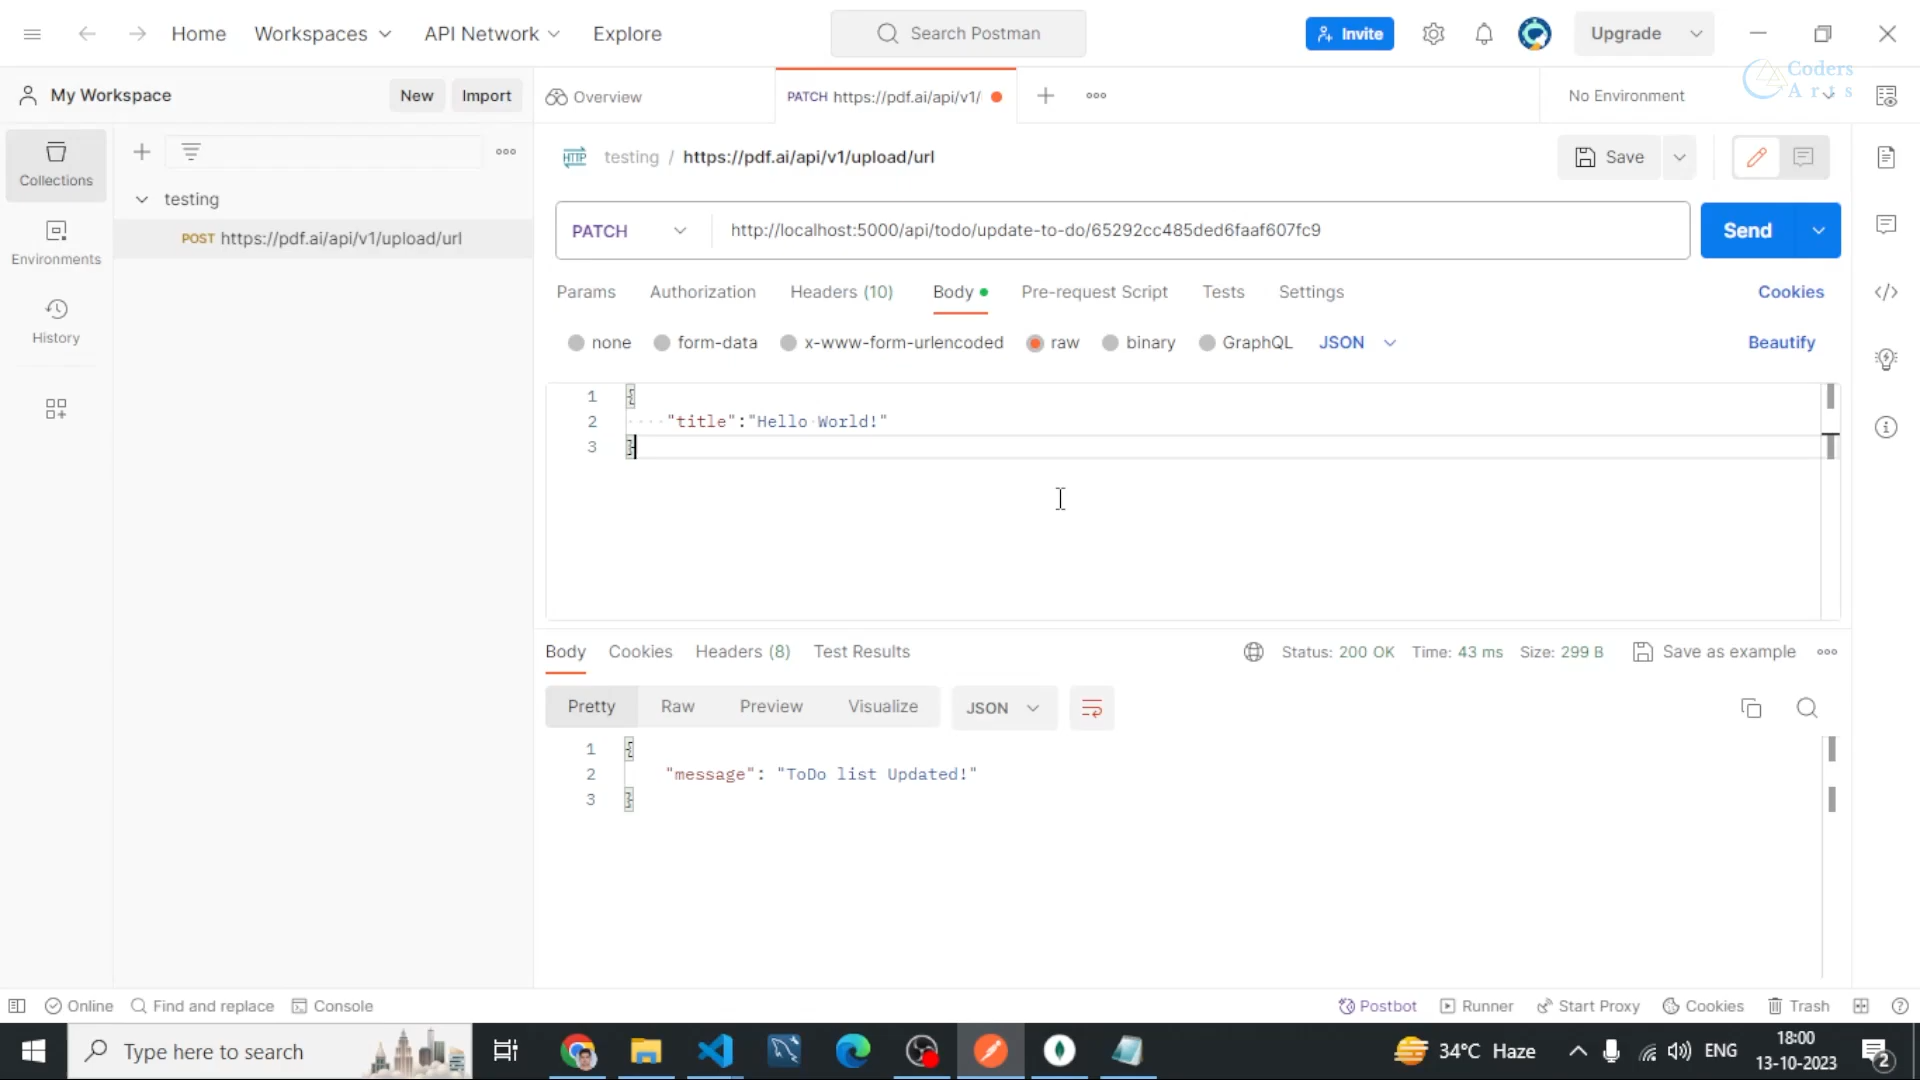 Home Workspaces API Network Explore Search Postman Invite Upgrade
My Workspace New Import Overview PATCH https://pdf.ai/api/v1/ No Environment
Coders
Arts
Collections
Environments
History
testing
POST https://pdf.ai/api/v1/upload/url
HTTP testing / https://pdf.ai/api/v1/upload/url Save
PATCH http://localhost:5000/api/todo/update-to-do/65292cc485ded6faaf607fc9 Send
Params Authorization Headers (10) Body Pre-request Script Tests Settings Cookies
none form-data x-www-form-urlencoded raw binary GraphQL JSON Beautify
1 {
2 "title":"Hello World!"
3 }
Body Cookies Headers (8) Test Results Status: 200 OK Time: 43 ms Size: 299 B Save as example
Pretty Raw Preview Visualize JSON
1 {
2 "message": "ToDo list Updated!"
3 }
Online Find and replace Console Postbot Runner Start Proxy Cookies Trash
Type here to search 34°C Haze ENG 18:00
13-10-2023
2